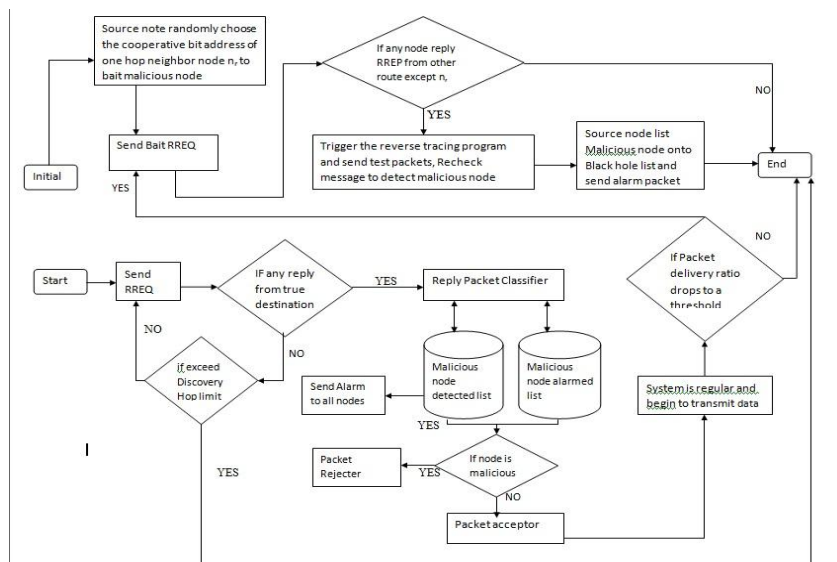 Source note randomly choose
the cooperative bit address of
one hop neighbor node n, to
bait malicious node
If any node reply
RREP from other
route except n,
NO
YES
Send Bait RREQ
Trigger the reverse tracing program
and send test packets, Recheck
message to detect malicious node
Source node list
Malicious node onto
Black hole list and
send alarm packet
End
Initial
YES
NO
If Packet
delivery ratio
drops to a
threshold
Start
Send
RREQ
IF any reply
from true
destination
YES
Reply Packet Classifier
NO
NO
if exceed
Discovery
Hop limit
Send Alarm
to all nodes
Malicious
node
detected list
Malicious
node alarmed
list
System is regular and
begin to transmit data
YES
YES
Packet
Rejecter
YES
If node is
malicious
NO
Packet acceptor